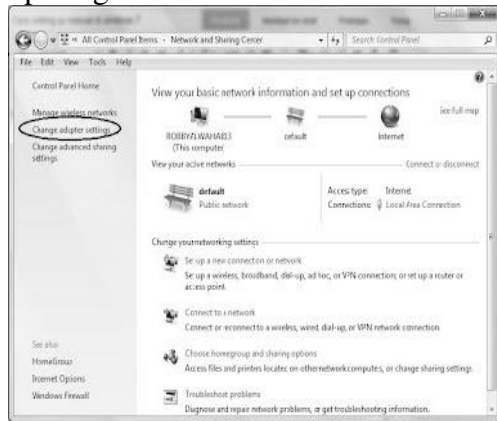 All Control Panel Items
Network and Sharing Center
Search Control Panel
File Edit View Tools Help
Control Panel Home
Manage wireless networks
Change adapter settings
Change advanced sharing
settings
View your basic network information and set up connections
See full map
ROBBYALWAHAB13
(This computer)
default
Internet
View your active networks
Connect or disconnect
default
Public network
Access type: Internet
Connections: Local Area Connection
Change your networking settings
Set up a new connection or network
Set up a wireless, broadband, dial-up, ad hoc, or VPN connection; or set up a router or
access point.
Connect to a network
Connect or reconnect to a wireless, wired, dial-up, or VPN network connection.
Choose homegroup and sharing options
Access files and printers located on other network computers, or change sharing settings.
Troubleshoot problems
Diagnose and repair network problems, or get troubleshooting information.
See also
HomeGroup
Internet Options
Windows Firewall